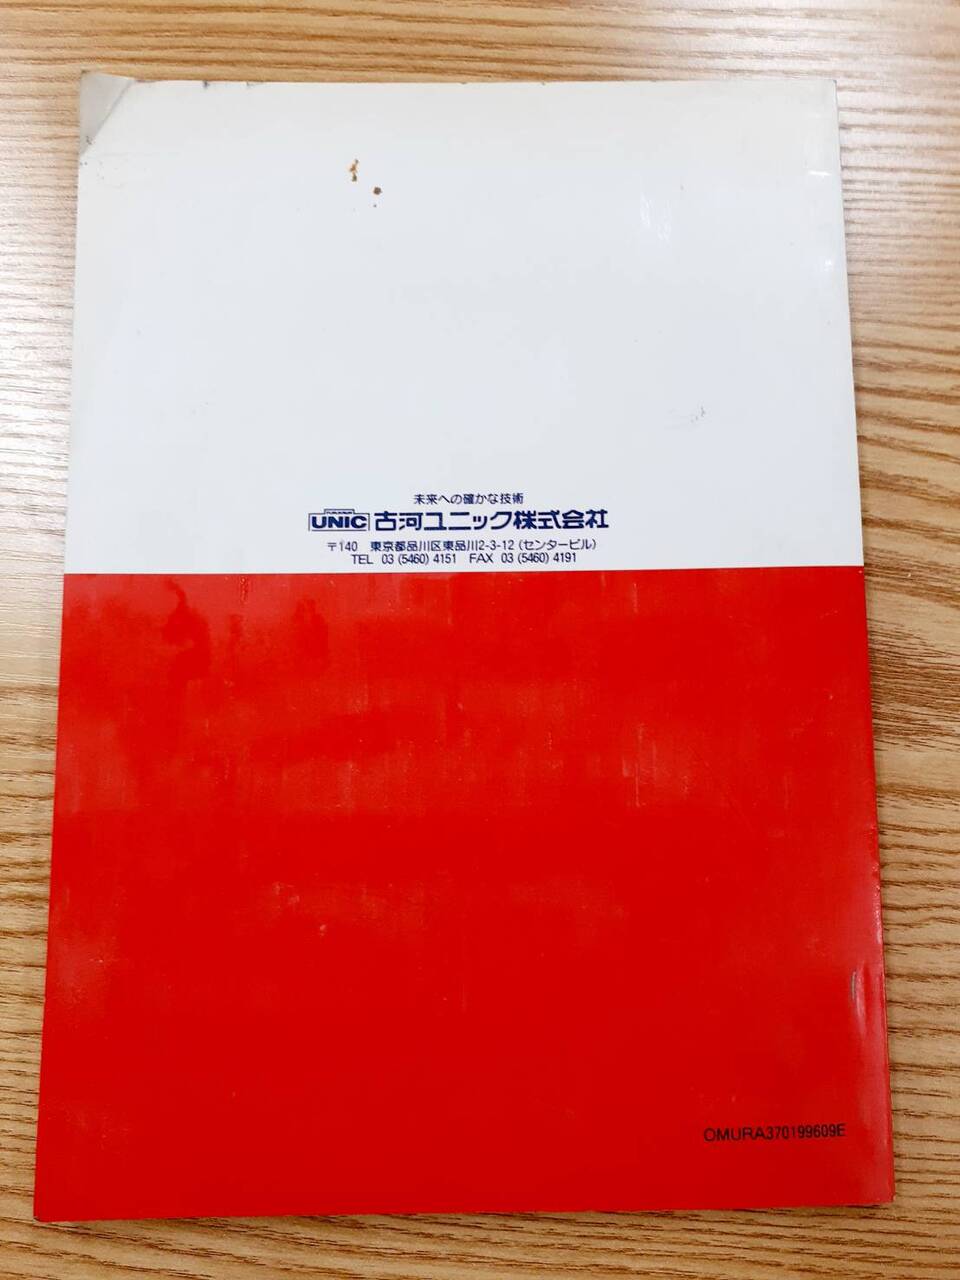 未来への確かな技術
UNIC 古河ユニック株式会社
〒140 東京都品川区東品川2-3-12 (センタービル)
TEL 03 (5460) 4151 FAX 03 (5460) 4191
OMURA370199609E